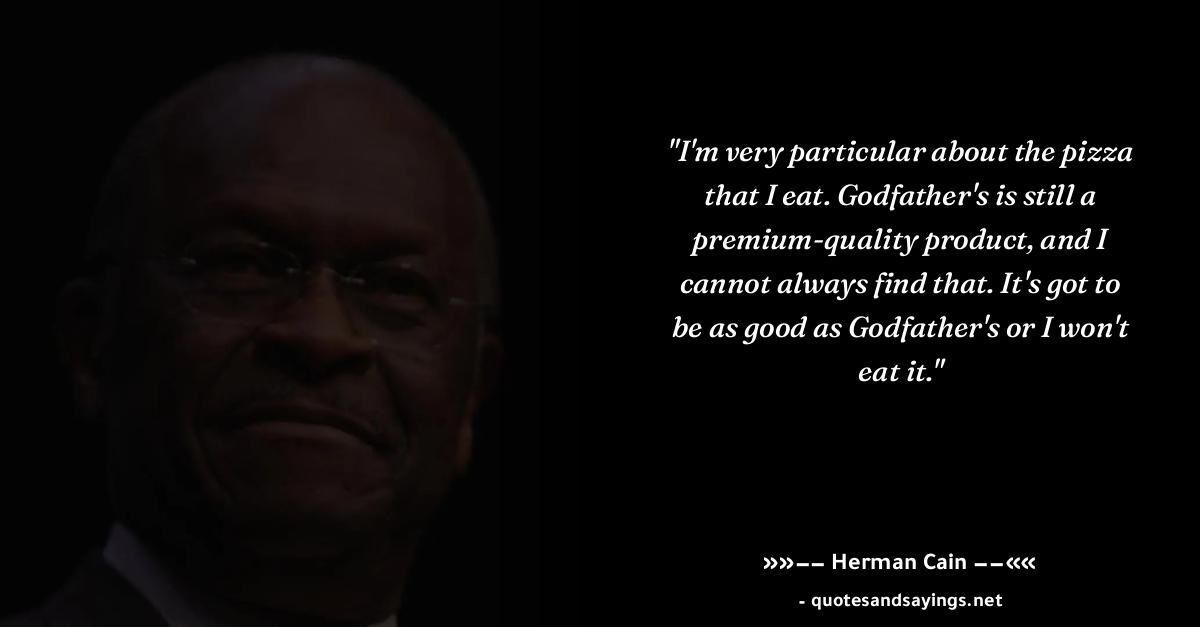 "I'm very particular about the pizza
that I eat. Godfather's is still a
premium-quality product, and I
cannot always find that. It's got to
be as good as Godfather's or I won't
eat it."
»»–– Herman Cain ––««
- quotesandsayings.net